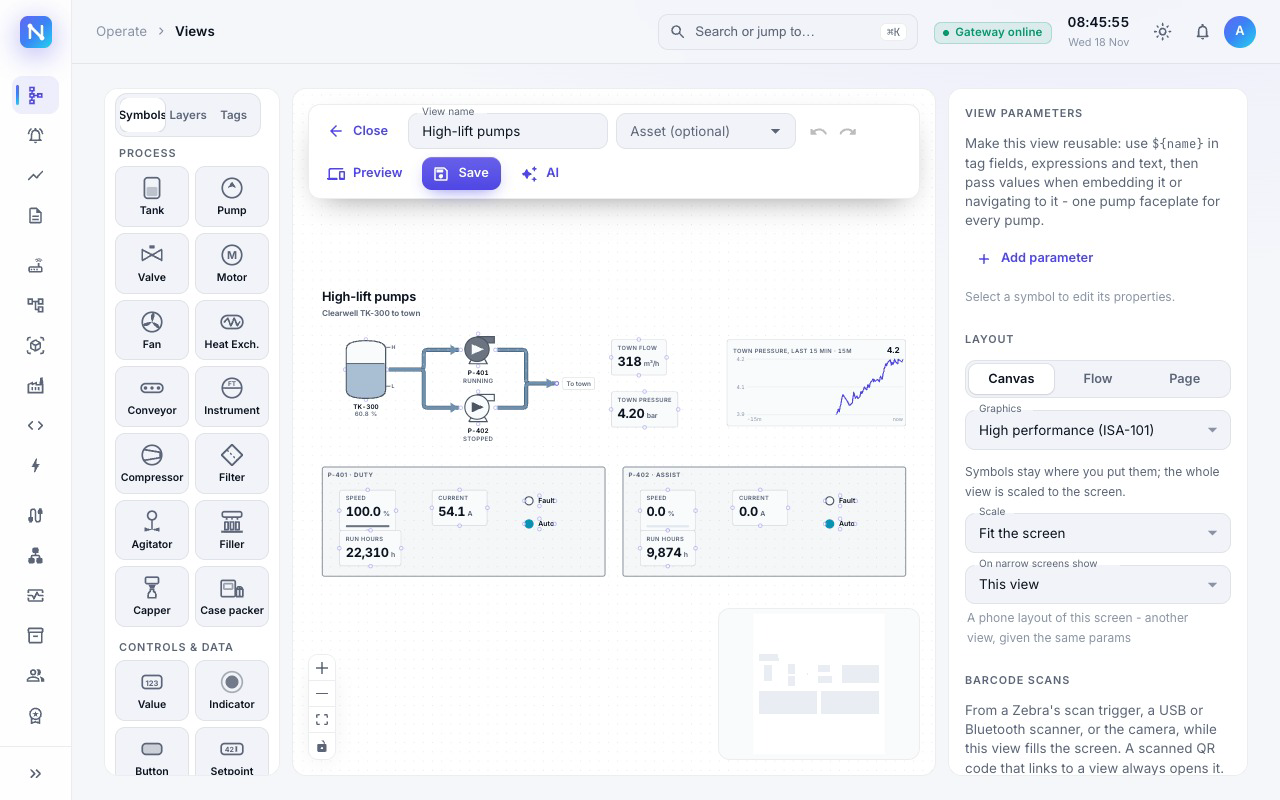 Operate > Views
Search or jump to...
⌘K
Gateway online
08:45:55
Wed 18 Nov
A
Symbols
Layers
Tags
PROCESS
Tank
Pump
Valve
Motor
Fan
Heat Exch.
Conveyor
Instrument
Compressor
Filter
Agitator
Filler
Capper
Case packer
CONTROLS & DATA
Value
Indicator
Button
Setpoint
Close
View name
High-lift pumps
Asset (optional)
Preview
Save
AI
High-lift pumps
Clearwell TK-300 to town
H
L
TK-300
60.8 %
P-401
RUNNING
P-402
STOPPED
To town
TOWN FLOW
318 m³/h
TOWN PRESSURE
4.20 bar
TOWN PRESSURE, LAST 15 MIN · 15M
4.2
4.2
4.1
3.9
-15m
now
P-401 · DUTY
SPEED
100.0 %
CURRENT
54.1 A
Fault
Auto
RUN HOURS
22,310 h
P-402 · ASSIST
SPEED
0.0 %
CURRENT
0.0 A
Fault
Auto
RUN HOURS
9,874 h
VIEW PARAMETERS
Make this view reusable: use ${name} in
tag fields, expressions and text, then
pass values when embedding it or
navigating to it - one pump faceplate for
every pump.
Add parameter
Select a symbol to edit its properties.
LAYOUT
Canvas
Flow
Page
Graphics
High performance (ISA-101)
Symbols stay where you put them; the whole
view is scaled to the screen.
Scale
Fit the screen
On narrow screens show
This view
A phone layout of this screen - another
view, given the same params
BARCODE SCANS
From a Zebra's scan trigger, a USB or
Bluetooth scanner, or the camera, while
this view fills the screen. A scanned QR
code that links to a view always opens it.